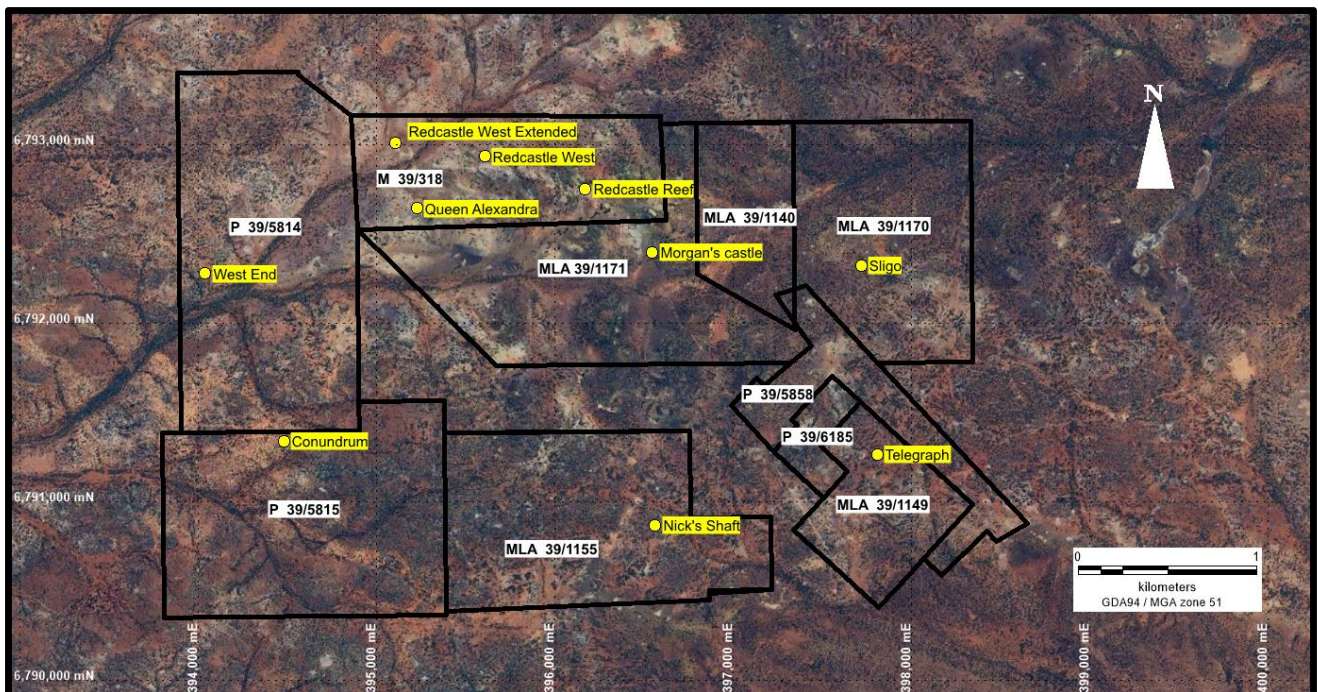 N
6,793,000 mN
Redcastle West Extended
Redcastle West
M 39/318
Redcastle Reef
Queen Alexandra
P 39/5814
MLA 39/1140
MLA 39/1170
Morgan's castle
MLA 39/1171
Sligo
West End
6,792,000 mN
P 39/5858
P 39/6185
Conundrum
Telegraph
6,791,000 mN
P 39/5815
MLA 39/1149
Nick's Shaft
MLA 39/1155
0 1
kilometers
GDA94 / MGA zone 51
6,790,000 mN
394,000 mE
395,000 mE
396,000 mE
397,000 mE
398,000 mE
399,000 mE
00,000 mE